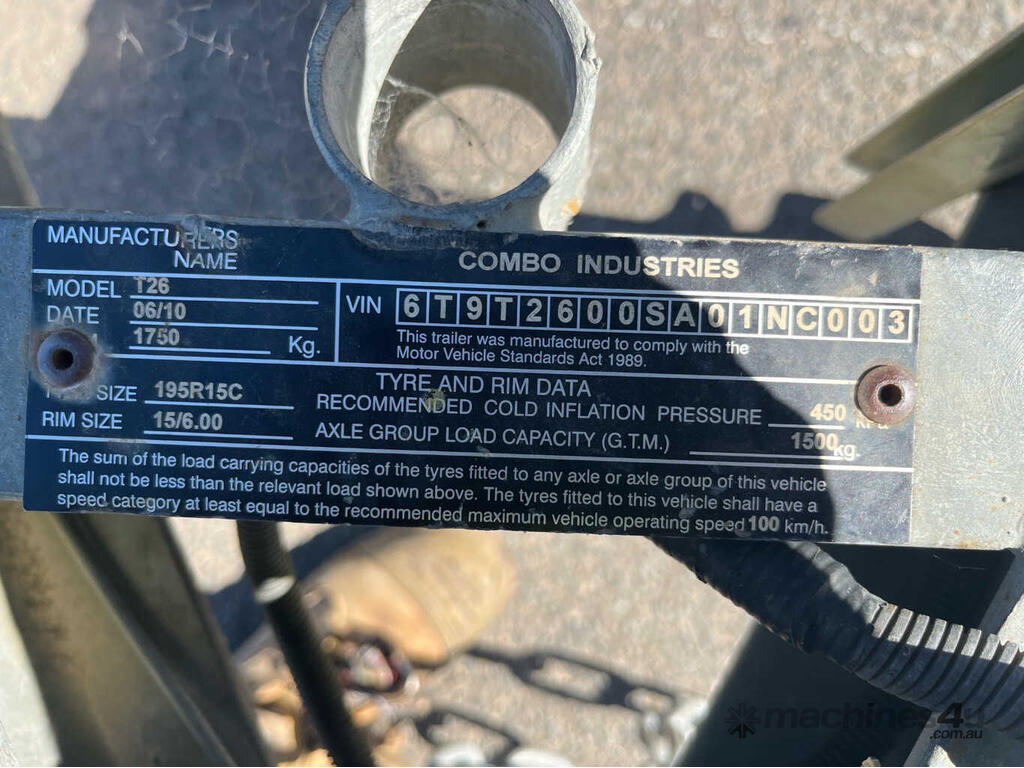 MANUFACTURERS
NAME
COMBO INDUSTRIES
MODEL T26
DATE 06/10
1750 Kg.
VIN 6T9T2600SA01NC003
This trailer was manufactured to comply with the
Motor Vehicle Standards Act 1989.
TYRE AND RIM DATA
SIZE 195R15C
RIM SIZE 15/6.00
RECOMMENDED COLD INFLATION PRESSURE 450
AXLE GROUP LOAD CAPACITY (G.T.M.) 1500kg.
The sum of the load carrying capacities of the tyres fitted to any axle or axle group of this vehicle
shall not be less than the relevant load shown above. The tyres fitted to this vehicle shall have a
speed category at least equal to the recommended maximum vehicle operating speed 100 km/h.
machines4u
.com.au